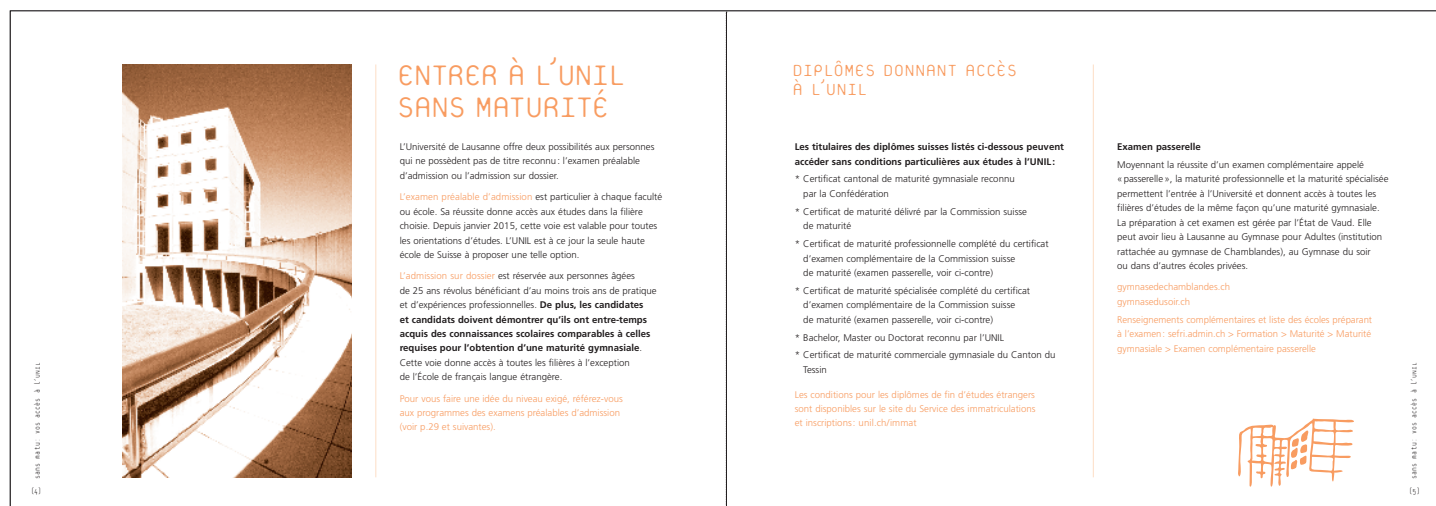 ENTRER À L'UNIL
SANS MATURITÉ
L'Université de Lausanne offre deux possibilités aux personnes
qui ne possèdent pas de titre reconnu : l'examen préalable
d'admission ou l'admission sur dossier.
L'examen préalable d'admission est particulier à chaque faculté
ou école. Sa réussite donne accès aux études dans la filière
choisie. Depuis janvier 2015, cette voie est valable pour toutes
les orientations d'études. L'UNIL est à ce jour la seule haute
école de Suisse à proposer une telle option.
L'admission sur dossier est réservée aux personnes âgées
de 25 ans révolus bénéficiant d'au moins trois ans de pratique
et d'expériences professionnelles. De plus, les candidates
et candidats doivent démontrer qu'ils ont entre-temps
acquis des connaissances scolaires comparables à celles
requises pour l'obtention d'une maturité gymnasiale.
Cette voie donne accès à toutes les filières à l'exception
de l'École de français langue étrangère.
Pour vous faire une idée du niveau exigé, référez-vous
aux programmes des examens préalables d'admission
(voir p.29 et suivantes).
sans matu: vos accès à l'UNIL
(4)
DIPLÔMES DONNANT ACCÈS
À L'UNIL
Les titulaires des diplômes suisses listés ci-dessous peuvent
accéder sans conditions particulières aux études à l'UNIL :
* Certificat cantonal de maturité gymnasiale reconnu
par la Confédération
* Certificat de maturité délivré par la Commission suisse
de maturité
* Certificat de maturité professionnelle complété du certificat
d'examen complémentaire de la Commission suisse
de maturité (examen passerelle, voir ci-contre)
* Certificat de maturité spécialisée complété du certificat
d'examen complémentaire de la Commission suisse
de maturité (examen passerelle, voir ci-contre)
* Bachelor, Master ou Doctorat reconnu par l'UNIL
* Certificat de maturité commerciale gymnasiale du Canton du
Tessin
Les conditions pour les diplômes de fin d'études étrangers
sont disponibles sur le site du Service des immatriculations
et inscriptions : unil.ch/immat
Examen passerelle
Moyennant la réussite d'un examen complémentaire appelé
« passerelle », la maturité professionnelle et la maturité spécialisée
permettent l'entrée à l'Université et donnent accès à toutes les
filières d'études de la même façon qu'une maturité gymnasiale.
La préparation à cet examen est gérée par l'État de Vaud. Elle
peut avoir lieu à Lausanne au Gymnase pour Adultes (institution
rattachée au gymnase de Chamblandes), au Gymnase du soir
ou dans d'autres écoles privées.
gymnasedechamblandes.ch
gymnasedusoir.ch
Renseignements complémentaires et liste des écoles préparant
à l'examen : sefri.admin.ch > Formation > Maturité > Maturité
gymnasiale > Examen complémentaire passerelle
sans matu: vos accès à l'UNIL
(5)